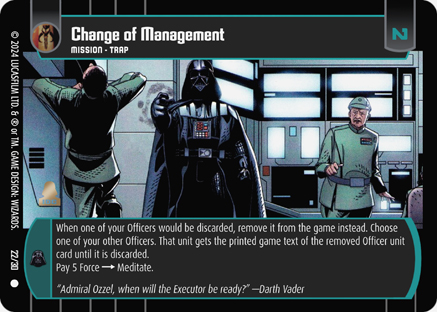 Change of Management
MISSION - TRAP
When one of your Officers would be discarded, remove it from the game instead. Choose
one of your other Officers. That unit gets the printed game text of the removed Officer unit
card until it is discarded.
Pay 5 Force → Meditate.
“Admiral Ozzel, when will the Executor be ready?” —Darth Vader
© 2024 LUCASFILM LTD. & ® or TM. GAME DESIGN: WIZARDS.